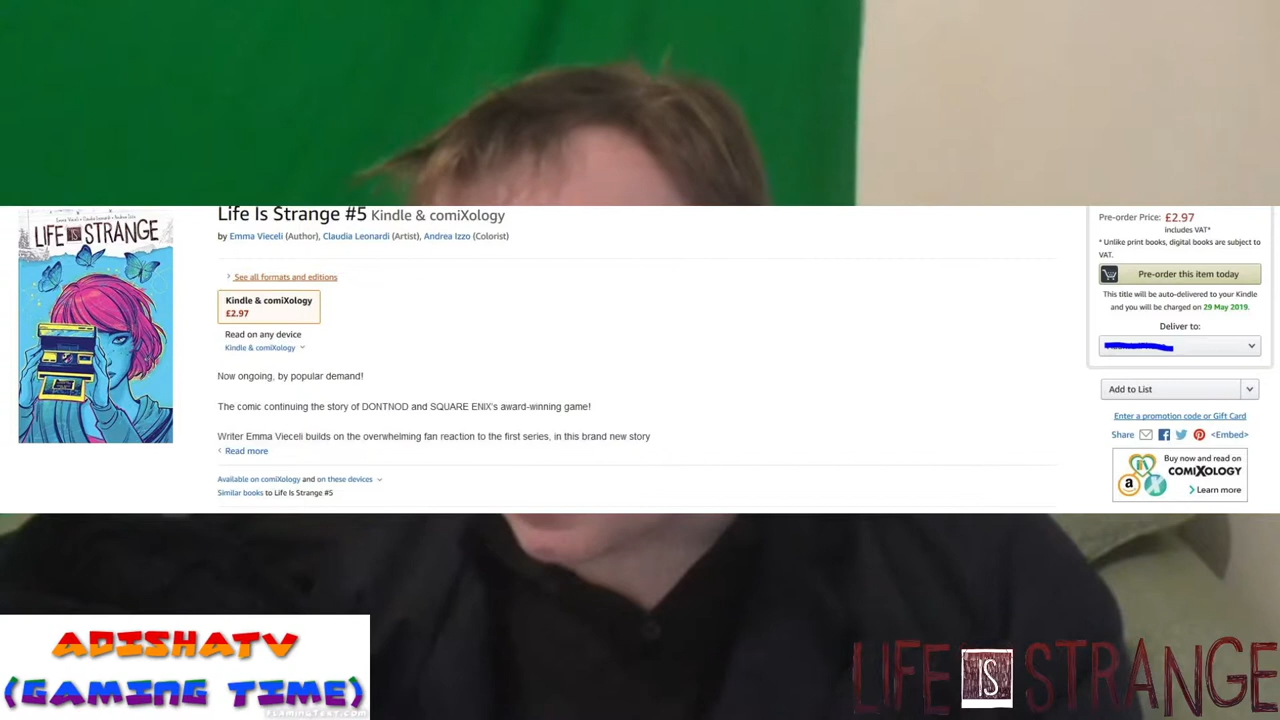 Life Is Strange #5 Kindle & comiXology
by Emma Vieceli (Author), Claudia Leonardi (Artist), Andrea Izzo (Colorist)
See all formats and editions
Kindle & comiXology
£2.97
Read on any device
Kindle & comiXology
Now ongoing, by popular demand!
The comic continuing the story of DONTNOD and SQUARE ENIX's award-winning game!
Writer Emma Vieceli builds on the overwhelming fan reaction to the first series, in this brand new story
Read more
Available on comiXology and on these devices
Similar books to Life Is Strange #5
Emma Vieceli • Claudia Leonardi • Andrea Izzo
LIFE IS STRANGE
Pre-order Price: £2.97
Includes VAT*
* Unlike print books, digital books are subject to
VAT.
Pre-order this item today
This title will be auto-delivered to your Kindle
and you will be charged on 29 May 2019.
Deliver to:
Add to List
Enter a promotion code or Gift Card
Share <Embed>
Buy now and read on
COMIXOLOGY
Learn more
ADISHATV
(GAMING TIME)
FLAMINGTEXT.COM
LIFE IS STRANGE